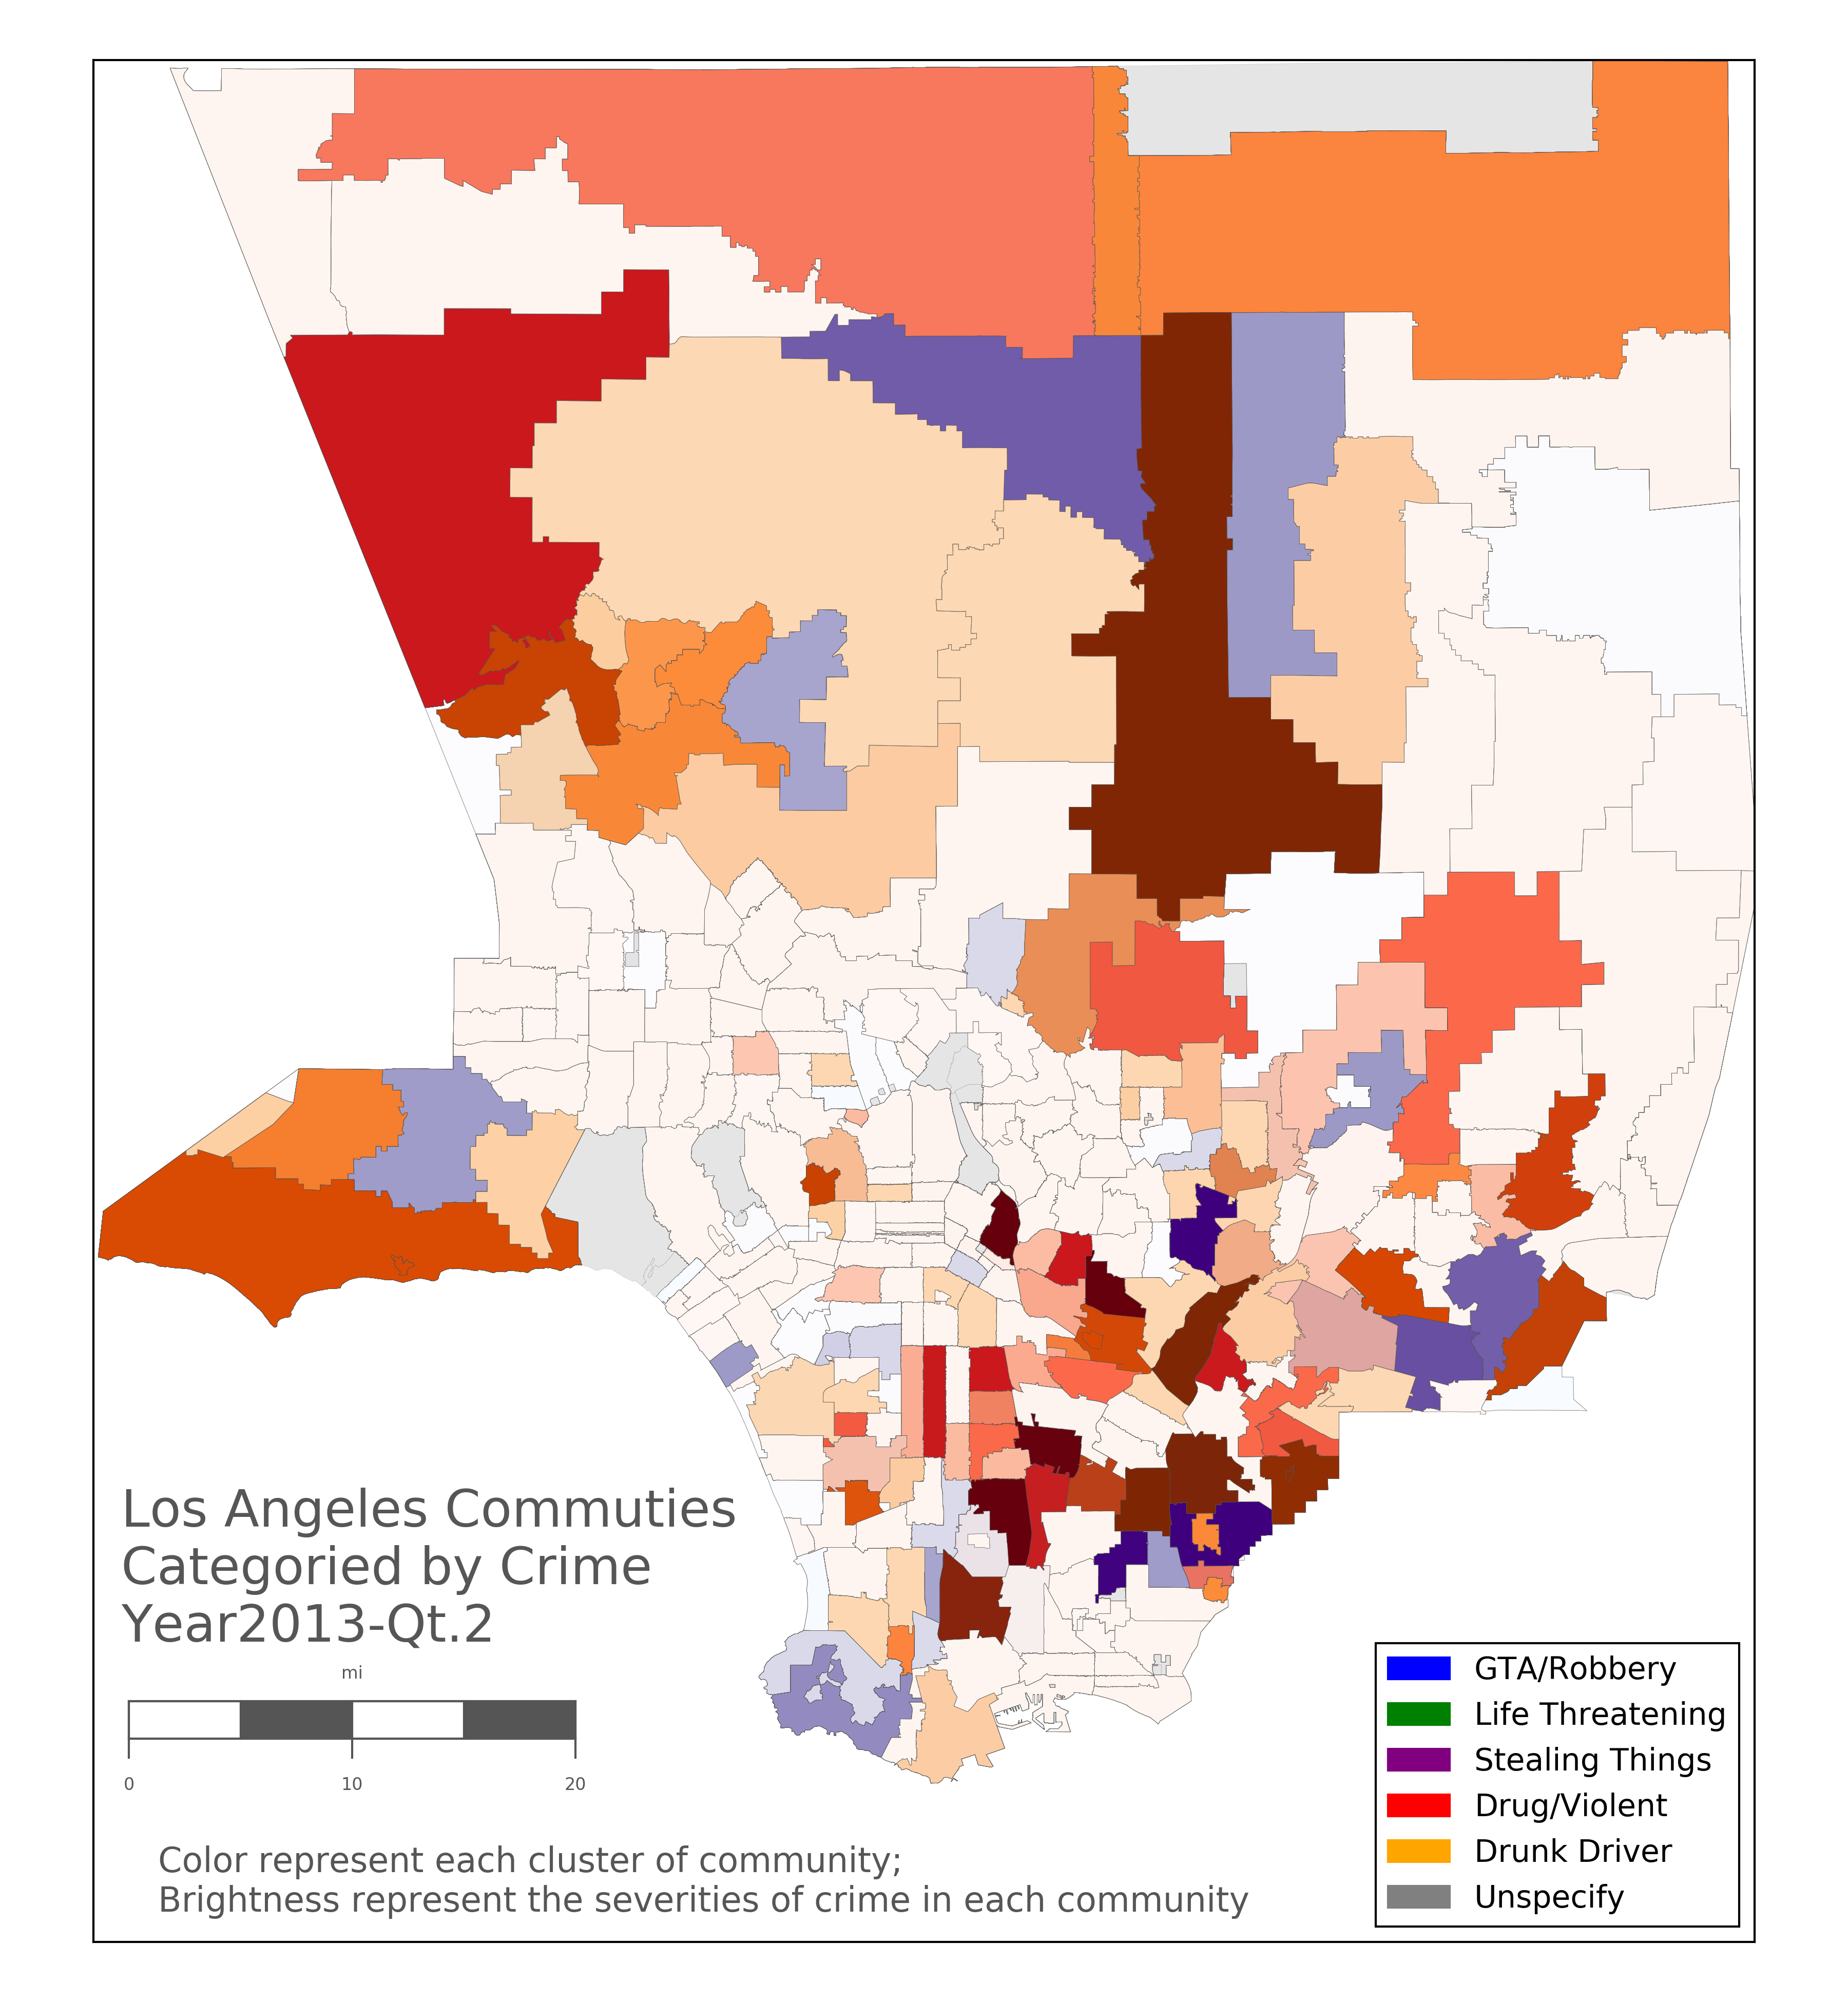 Los Angeles Commuties
Categoried by Crime
Year2013-Qt.2
mi
0 10 20
Color represent each cluster of community;
Brightness represent the severities of crime in each community
GTA/Robbery
Life Threatening
Stealing Things
Drug/Violent
Drunk Driver
Unspecify